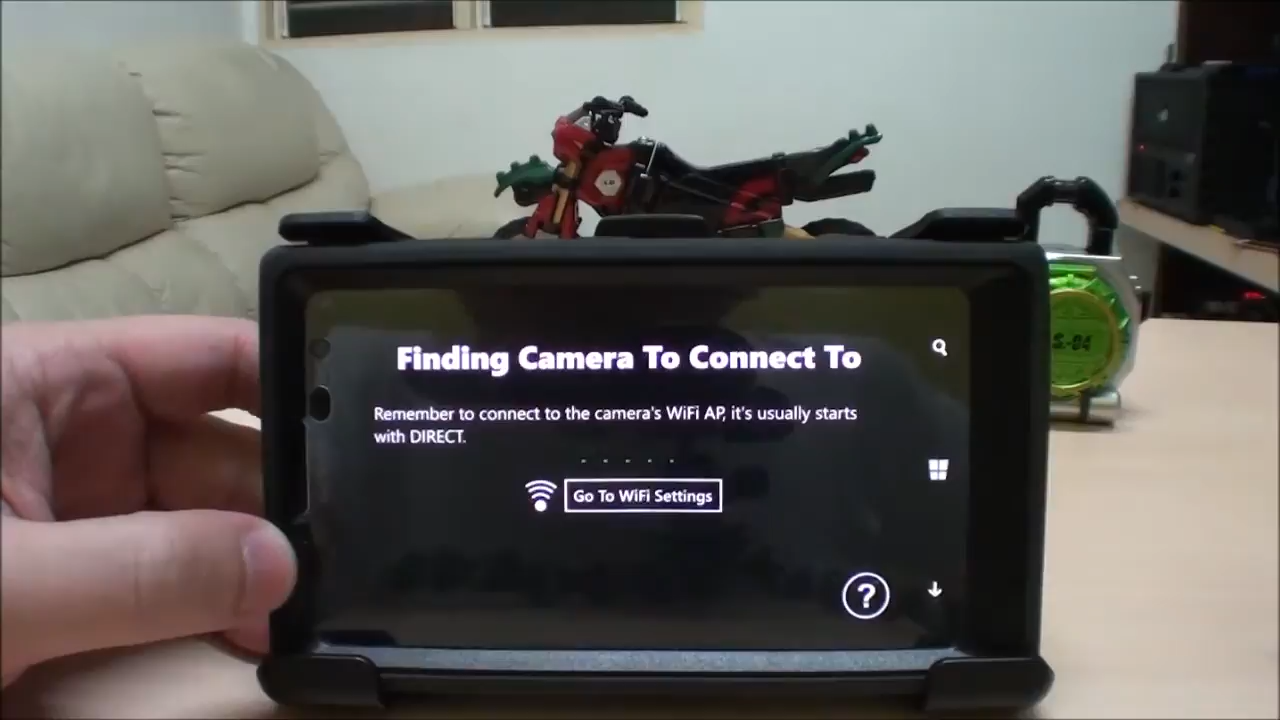 Finding Camera To Connect To
Remember to connect to the camera's WiFi AP, it's usually starts
with DIRECT.
Go To WiFi Settings
?
S-04